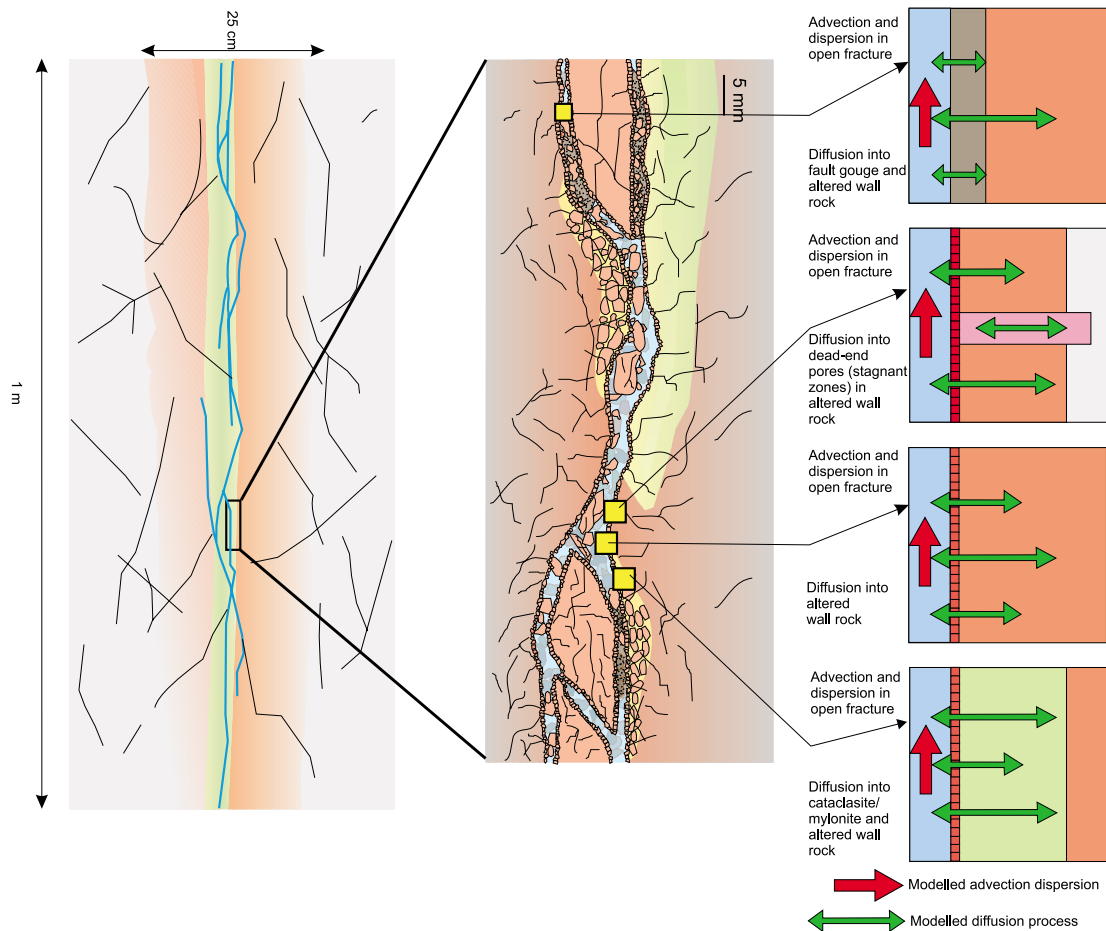 25 cm
1 m
5 mm
Advection and
dispersion in
open fracture
Diffusion into
fault gouge and
altered wall
rock
Advection and
dispersion in
open fracture
Diffusion into
dead-end
pores (stagnant
zones) in
altered wall
rock
Advection and
dispersion in
open fracture
Diffusion into
altered
wall rock
Advection and
dispersion in
open fracture
Diffusion into
cataclasite/
mylonite and
altered wall
rock
Modelled advection dispersion
Modelled diffusion process